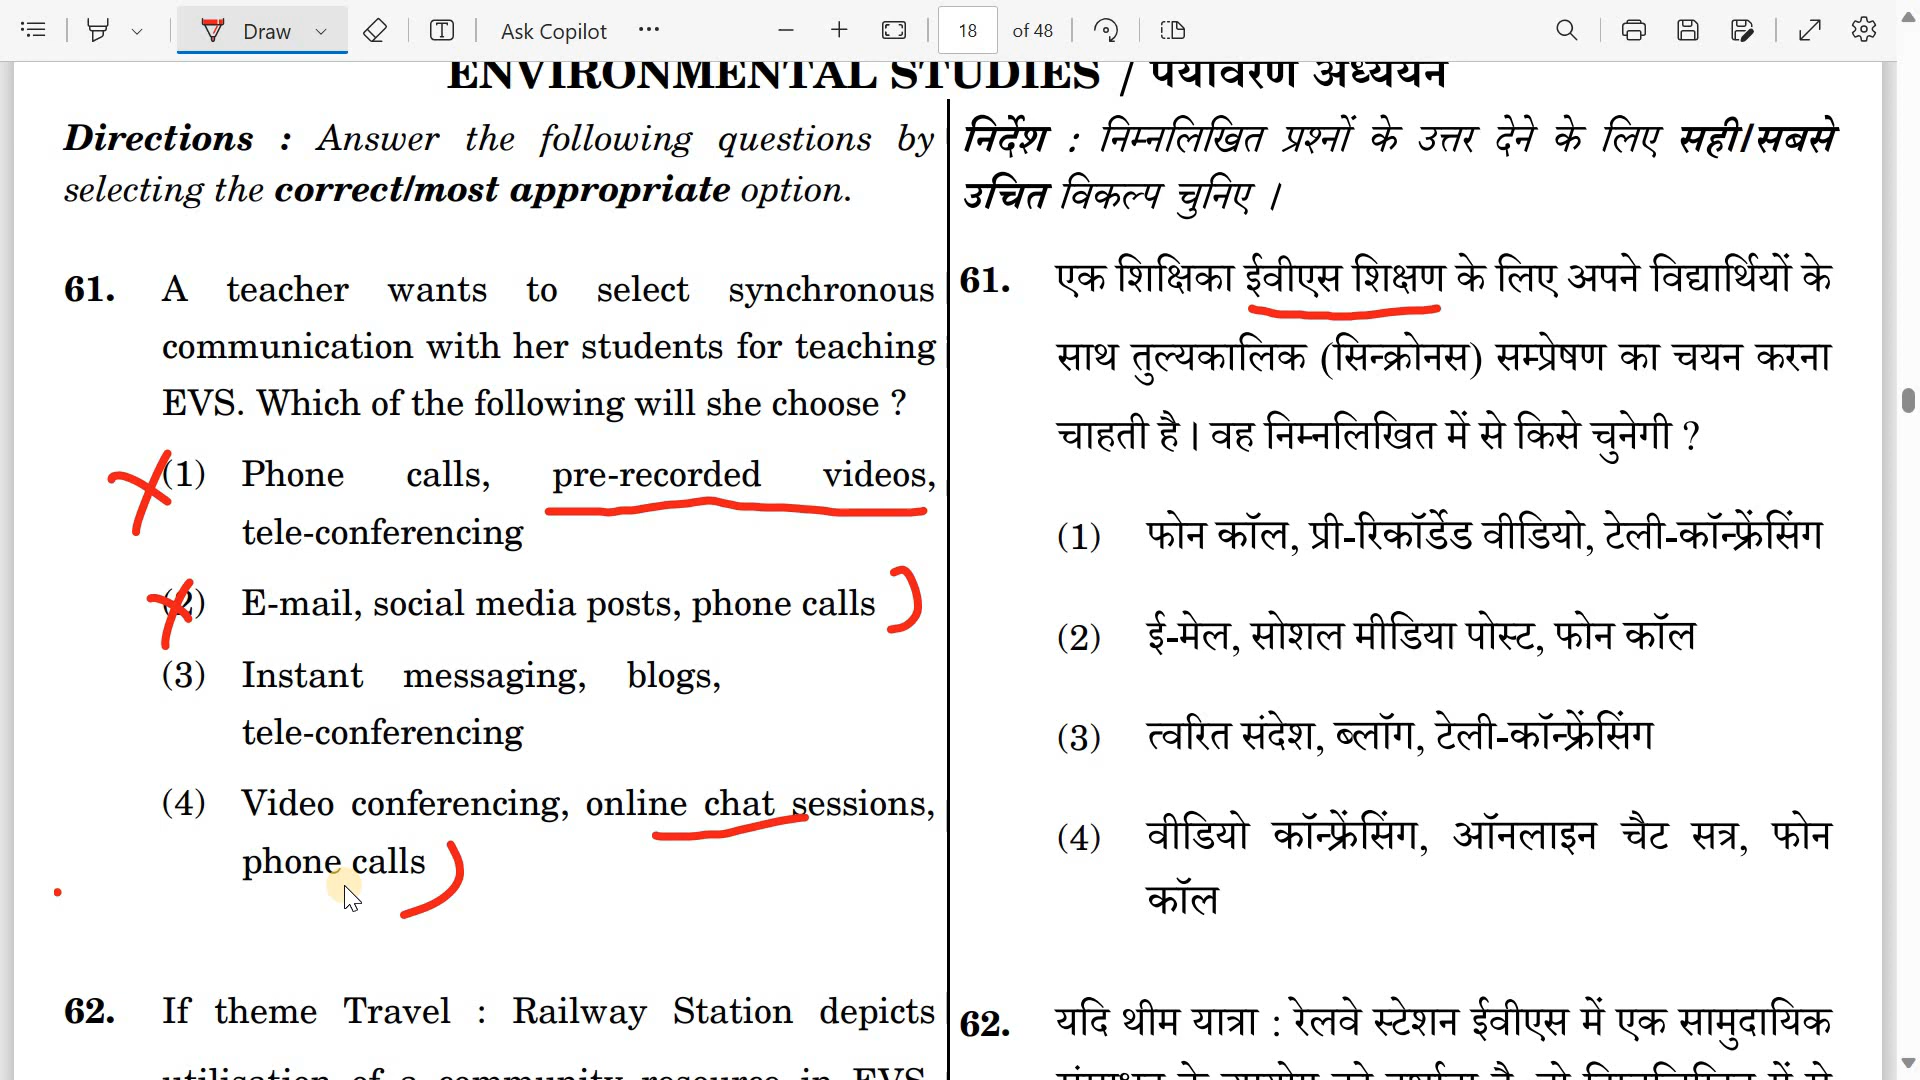 Draw
Ask Copilot
18 of 48
ENVIRONMENTAL STUDIES / पर्यावरण अध्ययन
Directions : Answer the following questions by
selecting the correct/most appropriate option.
61. A teacher wants to select synchronous
communication with her students for teaching
EVS. Which of the following will she choose ?
(1) Phone calls, pre-recorded videos,
tele-conferencing
(2) E-mail, social media posts, phone calls
(3) Instant messaging, blogs,
tele-conferencing
(4) Video conferencing, online chat sessions,
phone calls
62. If theme Travel : Railway Station depicts
utilisation of a community resource in EVS,
निर्देश : निम्नलिखित प्रश्नों के उत्तर देने के लिए सही/सबसे
उचित विकल्प चुनिए ।
61. एक शिक्षिका ईवीएस शिक्षण के लिए अपने विद्यार्थियों के
साथ तुल्यकालिक (सिन्क्रोनस) सम्प्रेषण का चयन करना
चाहती है । वह निम्नलिखित में से किसे चुनेगी ?
(1) फोन कॉल, प्री-रिकॉर्डेड वीडियो, टेली-कॉन्फ्रेंसिंग
(2) ई-मेल, सोशल मीडिया पोस्ट, फोन कॉल
(3) त्वरित संदेश, ब्लॉग, टेली-कॉन्फ्रेंसिंग
(4) वीडियो कॉन्फ्रेंसिंग, ऑनलाइन चैट सत्र, फोन
कॉल
62. यदि थीम यात्रा : रेलवे स्टेशन ईवीएस में एक सामुदायिक